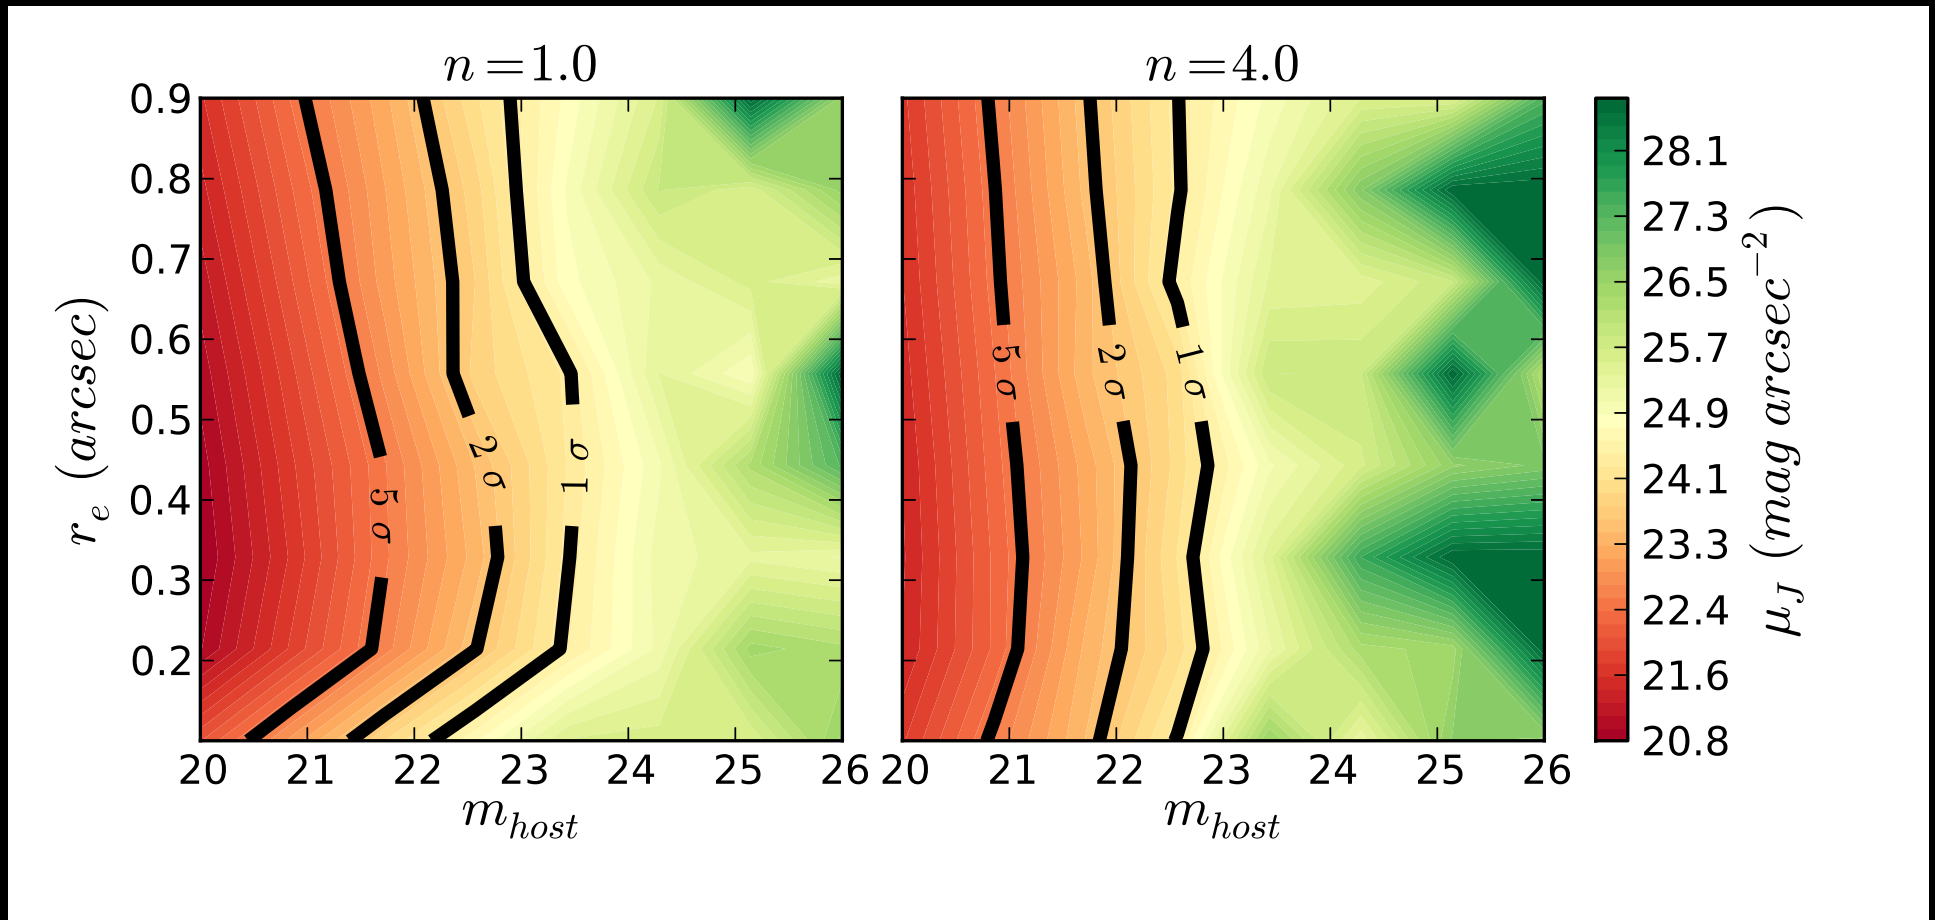 n=1.0
n=4.0
0.9
0.8
0.7
0.6
0.5
0.4
0.3
0.2
r_e (arcsec)
5 σ
2 σ
1 σ
5 σ
2 σ
1 σ
20 21 22 23 24 25 26
20 21 22 23 24 25 26
m_host
m_host
28.1
27.3
26.5
25.7
24.9
24.1
23.3
22.4
21.6
20.8
μ_J (mag arcsec⁻²)